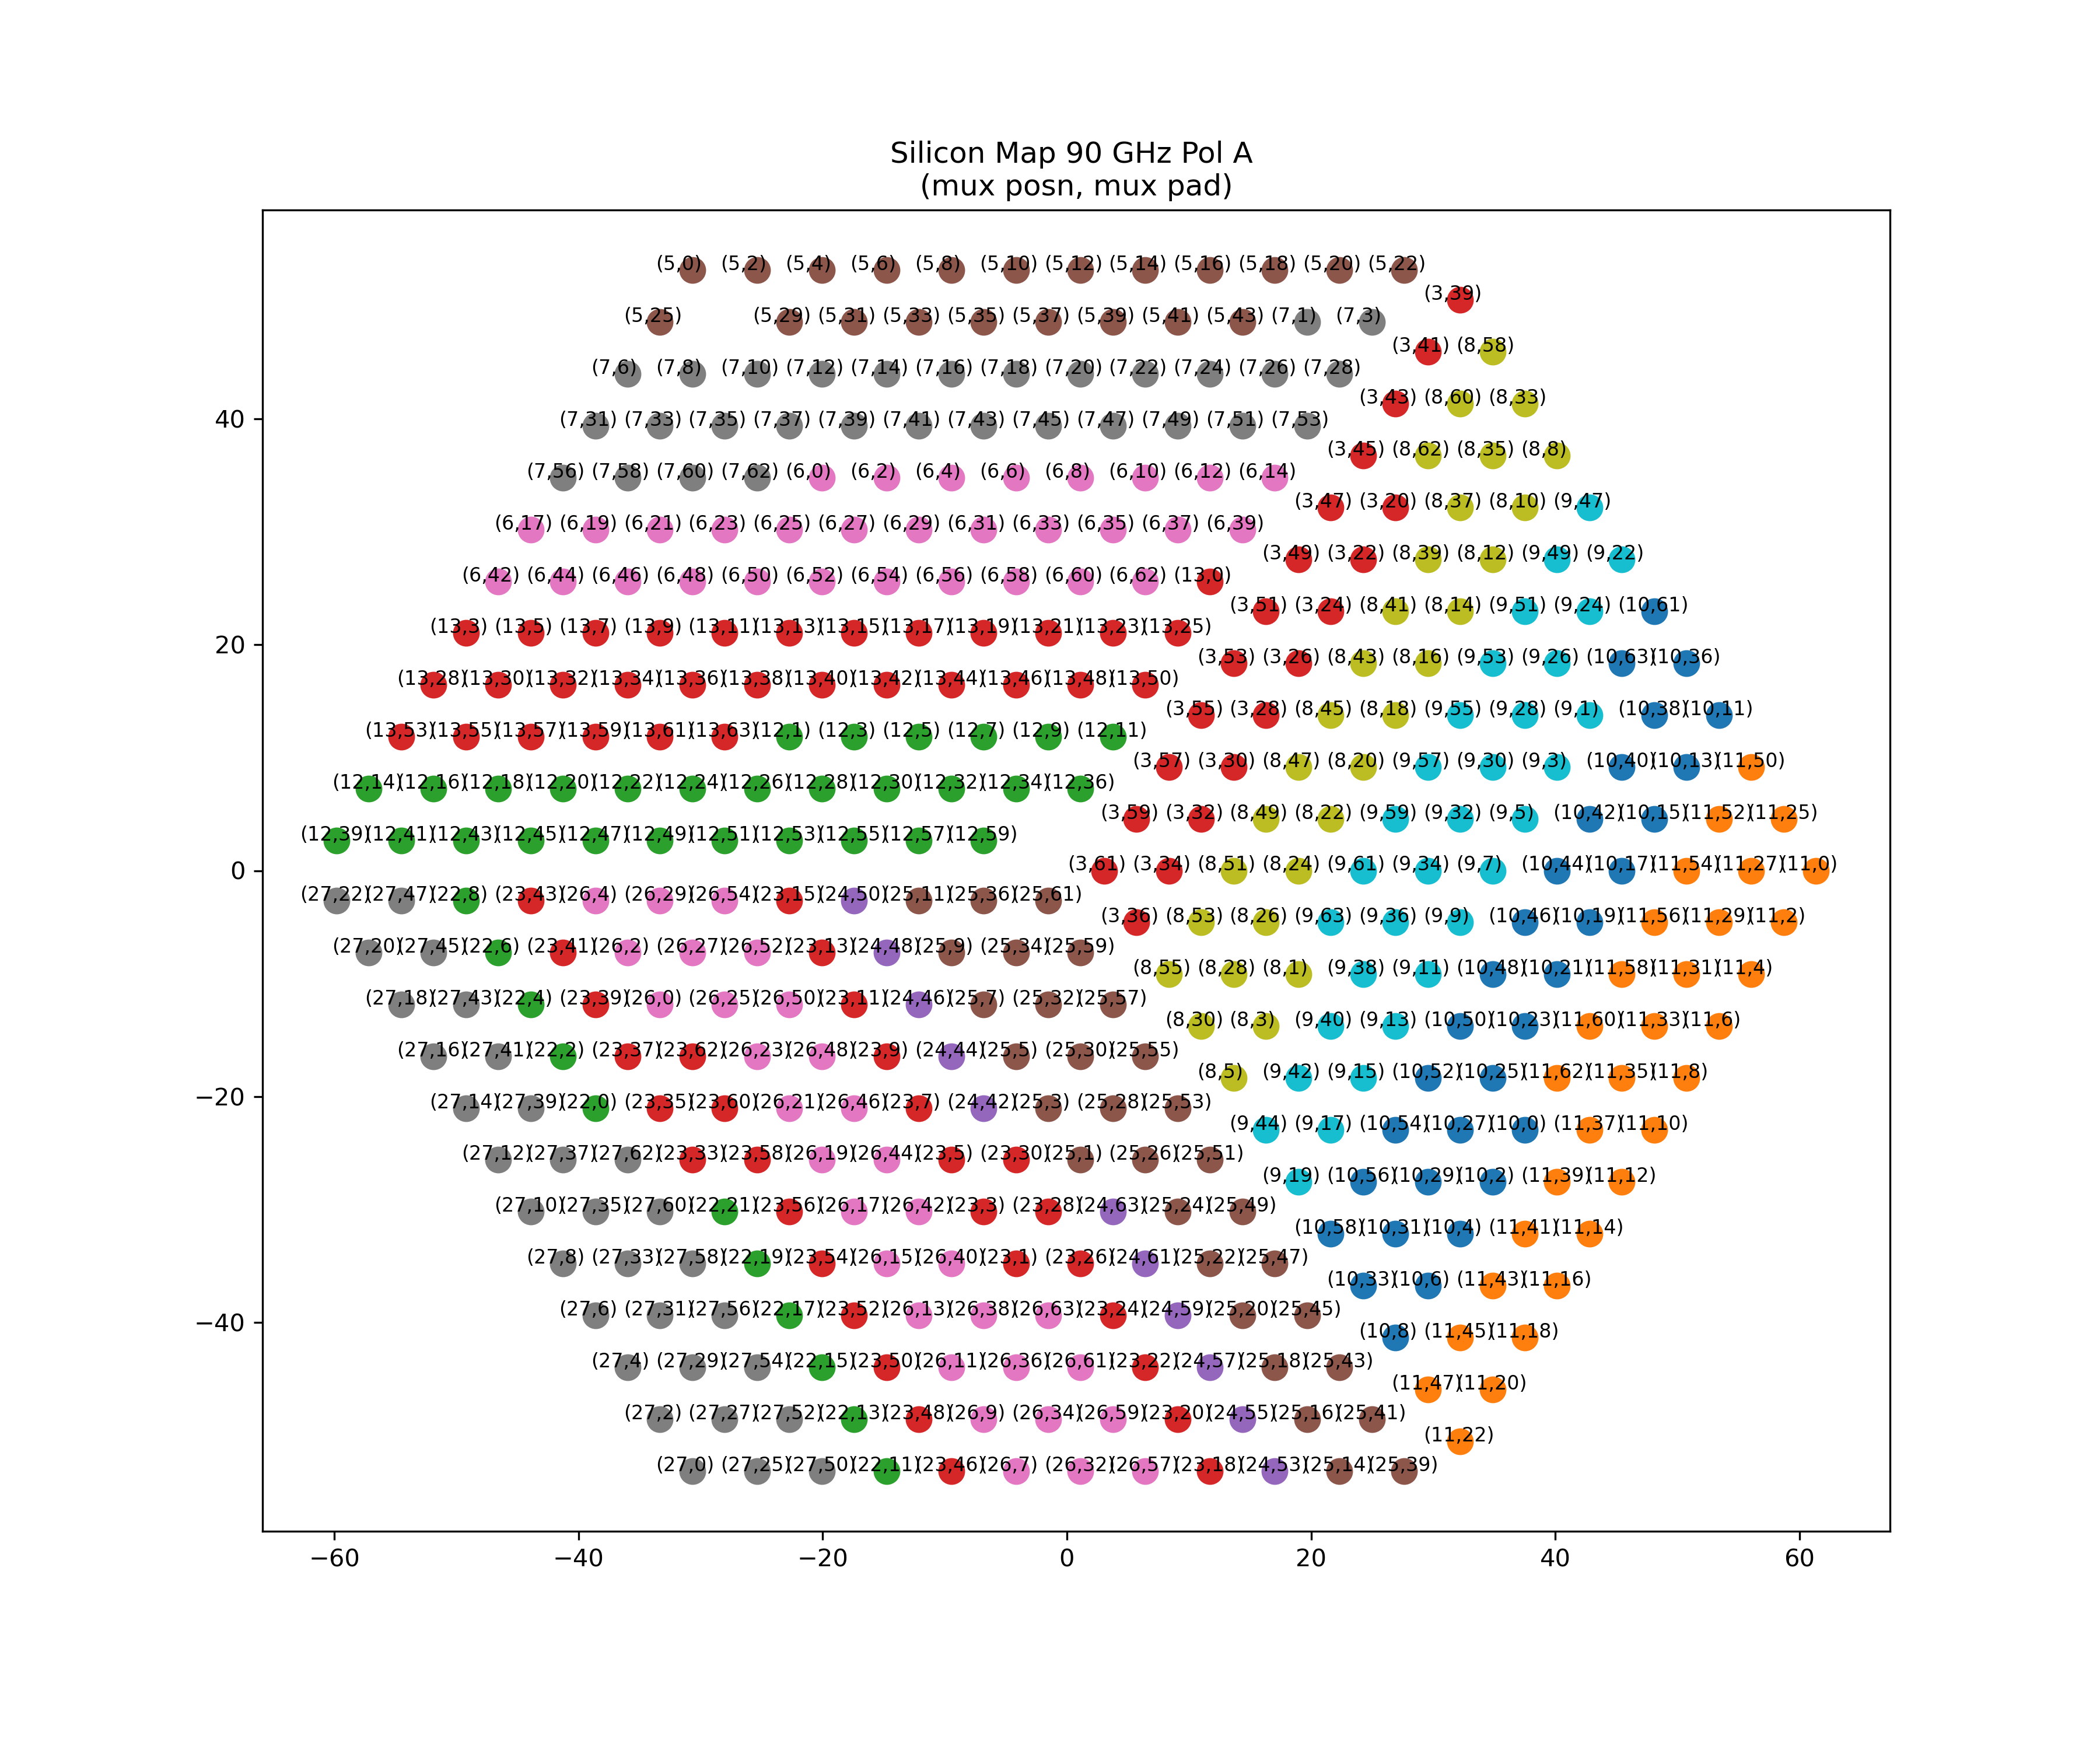 Silicon Map 90 GHz Pol A
(mux posn, mux pad)
(5,0) (5,2) (5,4) (5,6) (5,8) (5,10) (5,12) (5,14) (5,16) (5,18) (5,20) (5,22)
(3,39)
(5,25) (5,29) (5,31) (5,33) (5,35) (5,37) (5,39) (5,41) (5,43) (7,1) (7,3)
(3,41) (8,58)
(7,6) (7,8) (7,10) (7,12) (7,14) (7,16) (7,18) (7,20) (7,22) (7,24) (7,26) (7,28)
(3,43) (8,60) (8,33)
40 (7,31) (7,33) (7,35) (7,37) (7,39) (7,41) (7,43) (7,45) (7,47) (7,49) (7,51) (7,53)
(3,45) (8,62) (8,35) (8,8)
(7,56) (7,58) (7,60) (7,62) (6,0) (6,2) (6,4) (6,6) (6,8) (6,10) (6,12) (6,14)
(3,47) (3,20) (8,37) (8,10) (9,47)
(6,17) (6,19) (6,21) (6,23) (6,25) (6,27) (6,29) (6,31) (6,33) (6,35) (6,37) (6,39)
(3,49) (3,22) (8,39) (8,12) (9,49) (9,22)
(6,42) (6,44) (6,46) (6,48) (6,50) (6,52) (6,54) (6,56) (6,58) (6,60) (6,62) (13,0)
(3,51) (3,24) (8,41) (8,14) (9,51) (9,24) (10,61)
20 (13,3) (13,5) (13,7) (13,9) (13,11) (13,13) (13,15) (13,17) (13,19) (13,21) (13,23) (13,25)
(3,53) (3,26) (8,43) (8,16) (9,53) (9,26) (10,63) (10,36)
(13,28) (13,30) (13,32) (13,34) (13,36) (13,38) (13,40) (13,42) (13,44) (13,46) (13,48) (13,50)
(3,55) (3,28) (8,45) (8,18) (9,55) (9,28) (9,1) (10,38) (10,11)
(13,53) (13,55) (13,57) (13,59) (13,61) (13,63) (12,1) (12,3) (12,5) (12,7) (12,9) (12,11)
(3,57) (3,30) (8,47) (8,20) (9,57) (9,30) (9,3) (10,40) (10,13) (11,50)
(12,14) (12,16) (12,18) (12,20) (12,22) (12,24) (12,26) (12,28) (12,30) (12,32) (12,34) (12,36)
(3,59) (3,32) (8,49) (8,22) (9,59) (9,32) (9,5) (10,42) (10,15) (11,52) (11,25)
(12,39) (12,41) (12,43) (12,45) (12,47) (12,49) (12,51) (12,53) (12,55) (12,57) (12,59)
0 (3,61) (3,34) (8,51) (8,24) (9,61) (9,34) (9,7) (10,44) (10,17) (11,54) (11,27) (11,0)
(27,22) (27,47) (22,8) (23,43) (26,4) (26,29) (26,54) (23,15) (24,50) (25,11) (25,36) (25,61)
(3,36) (8,53) (8,26) (9,63) (9,36) (9,9) (10,46) (10,19) (11,56) (11,29) (11,2)
(27,20) (27,45) (22,6) (23,41) (26,2) (26,27) (26,52) (23,13) (24,48) (25,9) (25,34) (25,59)
(8,55) (8,28) (8,1) (9,38) (9,11) (10,48) (10,21) (11,58) (11,31) (11,4)
(27,18) (27,43) (22,4) (23,39) (26,0) (26,25) (26,50) (23,11) (24,46) (25,7) (25,32) (25,57)
(8,30) (8,3) (9,40) (9,13) (10,50) (10,23) (11,60) (11,33) (11,6)
(27,16) (27,41) (22,2) (23,37) (23,62) (26,23) (26,48) (23,9) (24,44) (25,5) (25,30) (25,55)
(8,5) (9,42) (9,15) (10,52) (10,25) (11,62) (11,35) (11,8)
−20 (27,14) (27,39) (22,0) (23,35) (23,60) (26,21) (26,46) (23,7) (24,42) (25,3) (25,28) (25,53)
(9,44) (9,17) (10,54) (10,27) (10,0) (11,37) (11,10)
(27,12) (27,37) (27,62) (23,33) (23,58) (26,19) (26,44) (23,5) (23,30) (25,1) (25,26) (25,51)
(9,19) (10,56) (10,29) (10,2) (11,39) (11,12)
(27,10) (27,35) (27,60) (22,21) (23,56) (26,17) (26,42) (23,3) (23,28) (24,63) (25,24) (25,49)
(10,58) (10,31) (10,4) (11,41) (11,14)
(27,8) (27,33) (27,58) (22,19) (23,54) (26,15) (26,40) (23,1) (23,26) (24,61) (25,22) (25,47)
(10,33) (10,6) (11,43) (11,16)
(27,6) (27,31) (27,56) (22,17) (23,52) (26,13) (26,38) (26,63) (23,24) (24,59) (25,20) (25,45)
−40 (10,8) (11,45) (11,18)
(27,4) (27,29) (27,54) (22,15) (23,50) (26,11) (26,36) (26,61) (23,22) (24,57) (25,18) (25,43)
(11,47) (11,20)
(27,2) (27,27) (27,52) (22,13) (23,48) (26,9) (26,34) (26,59) (23,20) (24,55) (25,16) (25,41)
(11,22)
(27,0) (27,25) (27,50) (22,11) (23,46) (26,7) (26,32) (26,57) (23,18) (24,53) (25,14) (25,39)
−60 −40 −20 0 20 40 60